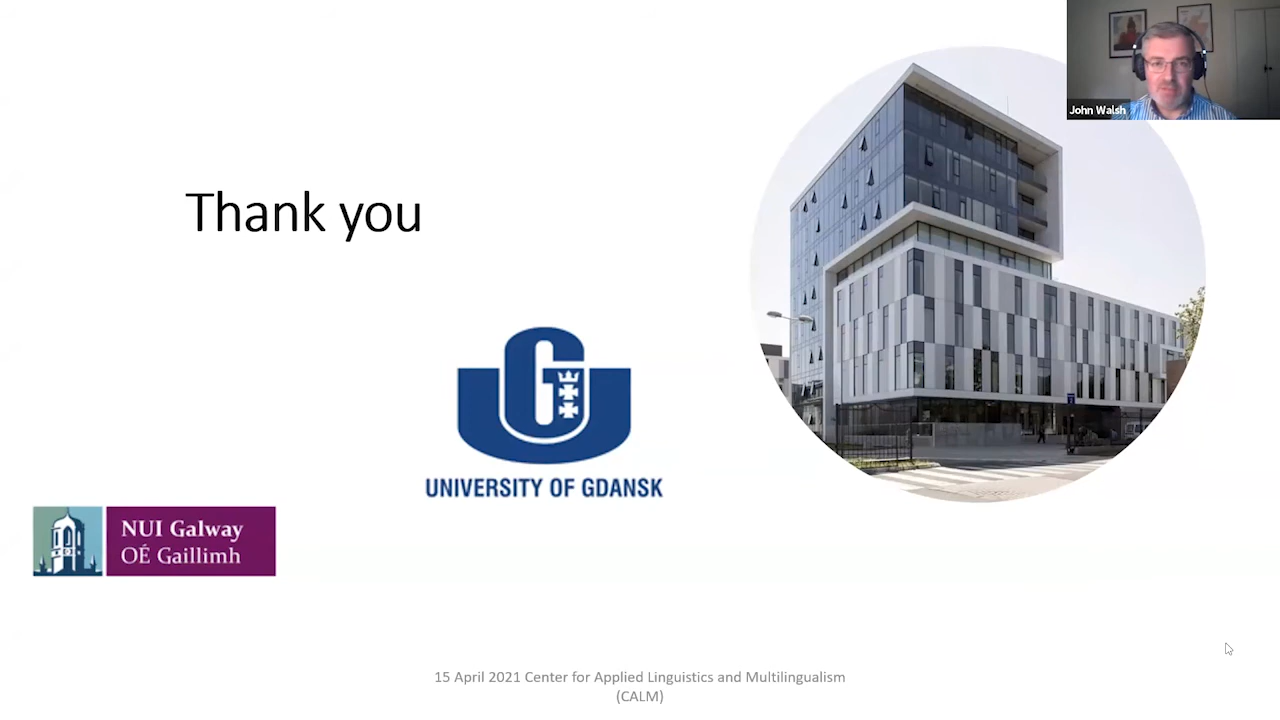 John Walsh
Thank you
UNIVERSITY OF GDANSK
NUI Galway
OÉ Gaillimh
15 April 2021 Center for Applied Linguistics and Multilingualism
(CALM)